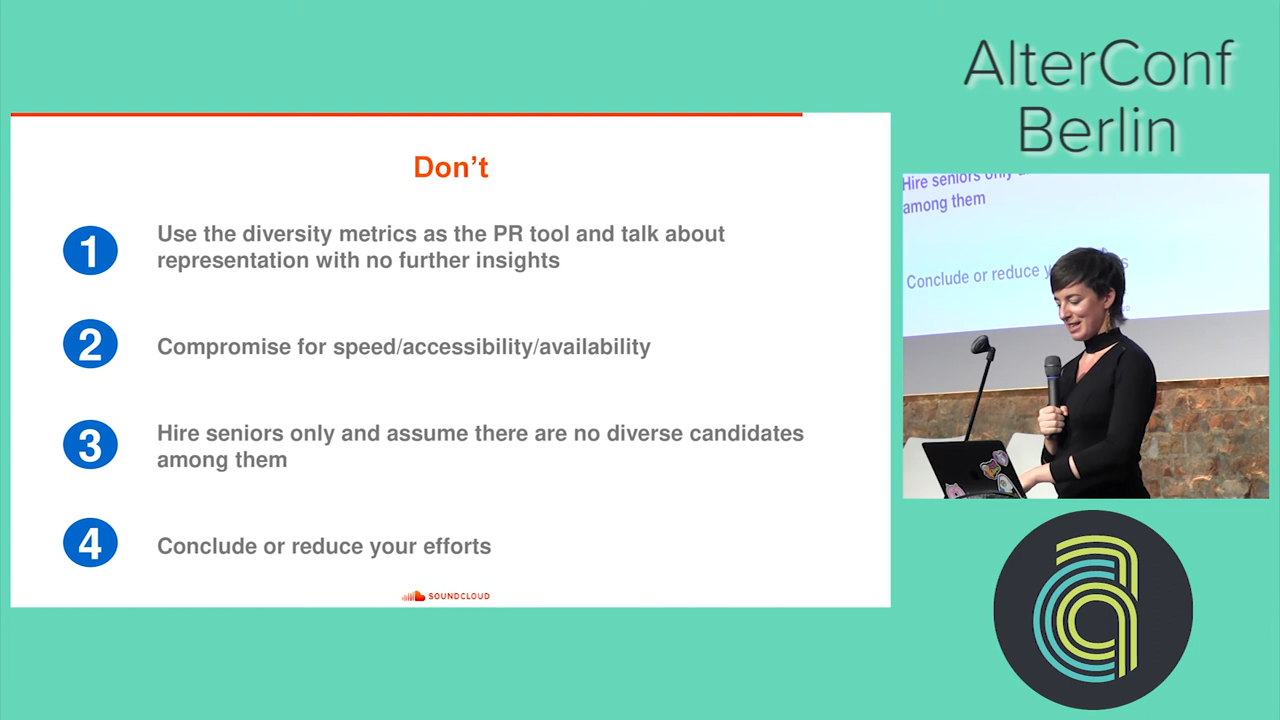 AlterConf
Berlin
Don't
1
Use the diversity metrics as the PR tool and talk about
representation with no further insights
2
Compromise for speed/accessibility/availability
3
Hire seniors only and assume there are no diverse candidates
among them
4
Conclude or reduce your efforts
SOUNDCLOUD
Hire seniors only
among them
Conclude or reduce